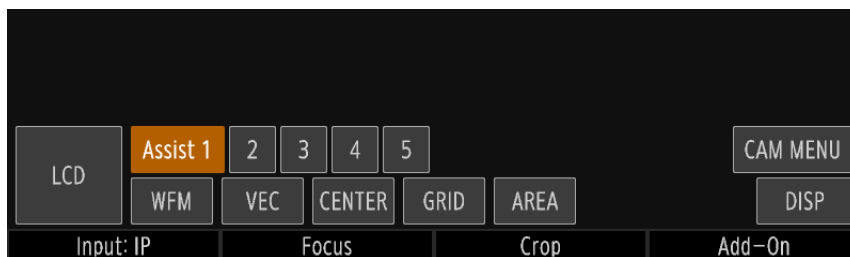 LCD Assist 1 2 3 4 5 CAM MENU
WFM VEC CENTER GRID AREA DISP
Input: IP Focus Crop Add-On